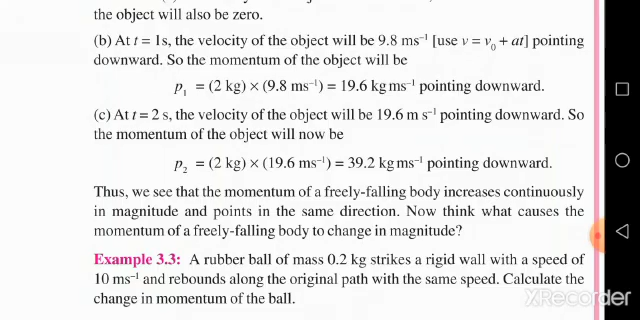 the object will also be zero.
(b) At t = 1s, the velocity of the object will be 9.8 ms⁻¹ [use v = v₀ + at] pointing
downward. So the momentum of the object will be
p₁ = (2 kg) × (9.8 ms⁻¹) = 19.6 kg ms⁻¹ pointing downward.
(c) At t = 2 s, the velocity of the object will be 19.6 m s⁻¹ pointing downward. So
the momentum of the object will now be
p₂ = (2 kg) × (19.6 ms⁻¹) = 39.2 kg ms⁻¹ pointing downward.
Thus, we see that the momentum of a freely-falling body increases continuously
in magnitude and points in the same direction. Now think what causes the
momentum of a freely-falling body to change in magnitude?
Example 3.3: A rubber ball of mass 0.2 kg strikes a rigid wall with a speed of
10 ms⁻¹ and rebounds along the original path with the same speed. Calculate the
change in momentum of the ball.
XRecorder